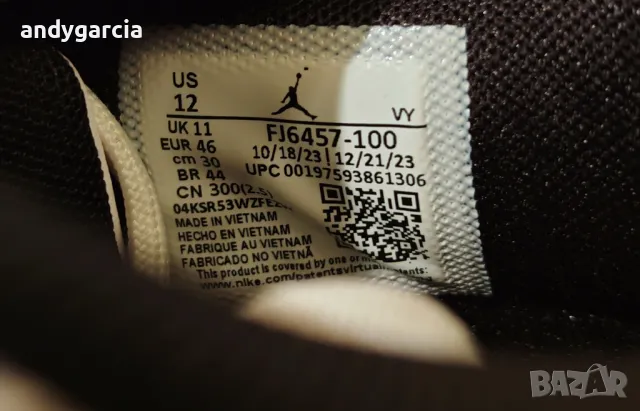 andygarcia
US
12
VY
UK 11
FJ6457-100
EUR 46
10/18/23 | 12/21/23
cm 30
UPC 00197593861306
BR 44
CN 300(2.5)
MADE IN VIETNAM
HECHO EN VIETNAM
FABRIQUE AU VIETNAM
FABRICADO NO VIETNÃ
This product is covered by one or
www.nike.com/patents
BAZAR
bg